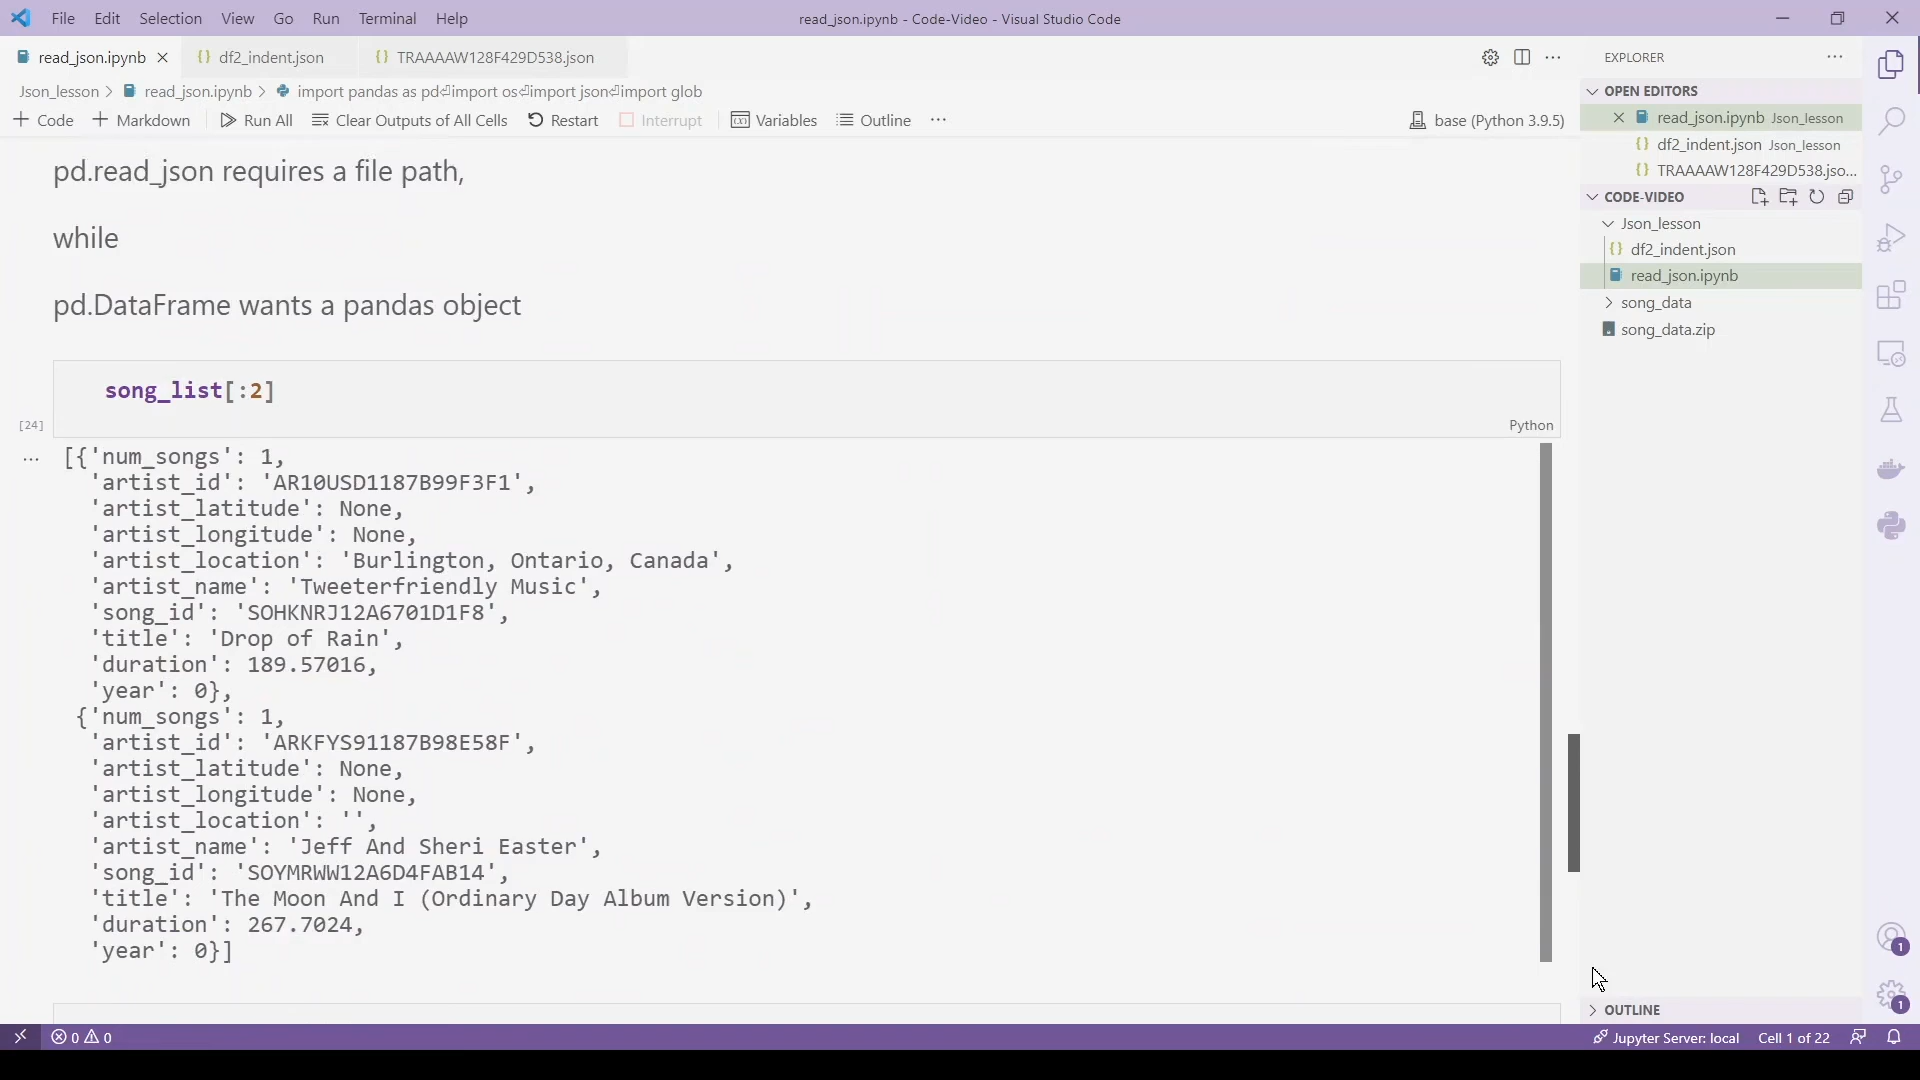 File Edit Selection View Go Run Terminal Help read_json.ipynb - Code-Video - Visual Studio Code
read_json.ipynb df2_indent.json TRAAAAW128F429D538.json
Json_lesson > read_json.ipynb > import pandas as pd⏎import os⏎import json⏎import glob
+ Code + Markdown Run All Clear Outputs of All Cells Restart Interrupt Variables Outline ... base (Python 3.9.5)
pd.read_json requires a file path,
while
pd.DataFrame wants a pandas object
song_list[:2]
[24]
Python
... [{'num_songs': 1,
'artist_id': 'AR10USD1187B99F3F1',
'artist_latitude': None,
'artist_longitude': None,
'artist_location': 'Burlington, Ontario, Canada',
'artist_name': 'Tweeterfriendly Music',
'song_id': 'SOHKNRJ12A6701D1F8',
'title': 'Drop of Rain',
'duration': 189.57016,
'year': 0},
{'num_songs': 1,
'artist_id': 'ARKFYS91187B98E58F',
'artist_latitude': None,
'artist_longitude': None,
'artist_location': '',
'artist_name': 'Jeff And Sheri Easter',
'song_id': 'SOYMRWW12A6D4FAB14',
'title': 'The Moon And I (Ordinary Day Album Version)',
'duration': 267.7024,
'year': 0}]
EXPLORER ...
OPEN EDITORS
read_json.ipynb Json_lesson
df2_indent.json Json_lesson
TRAAAAW128F429D538.jso...
CODE-VIDEO
Json_lesson
df2_indent.json
read_json.ipynb
song_data
song_data.zip
OUTLINE
1
1
0 0 Jupyter Server: local Cell 1 of 22